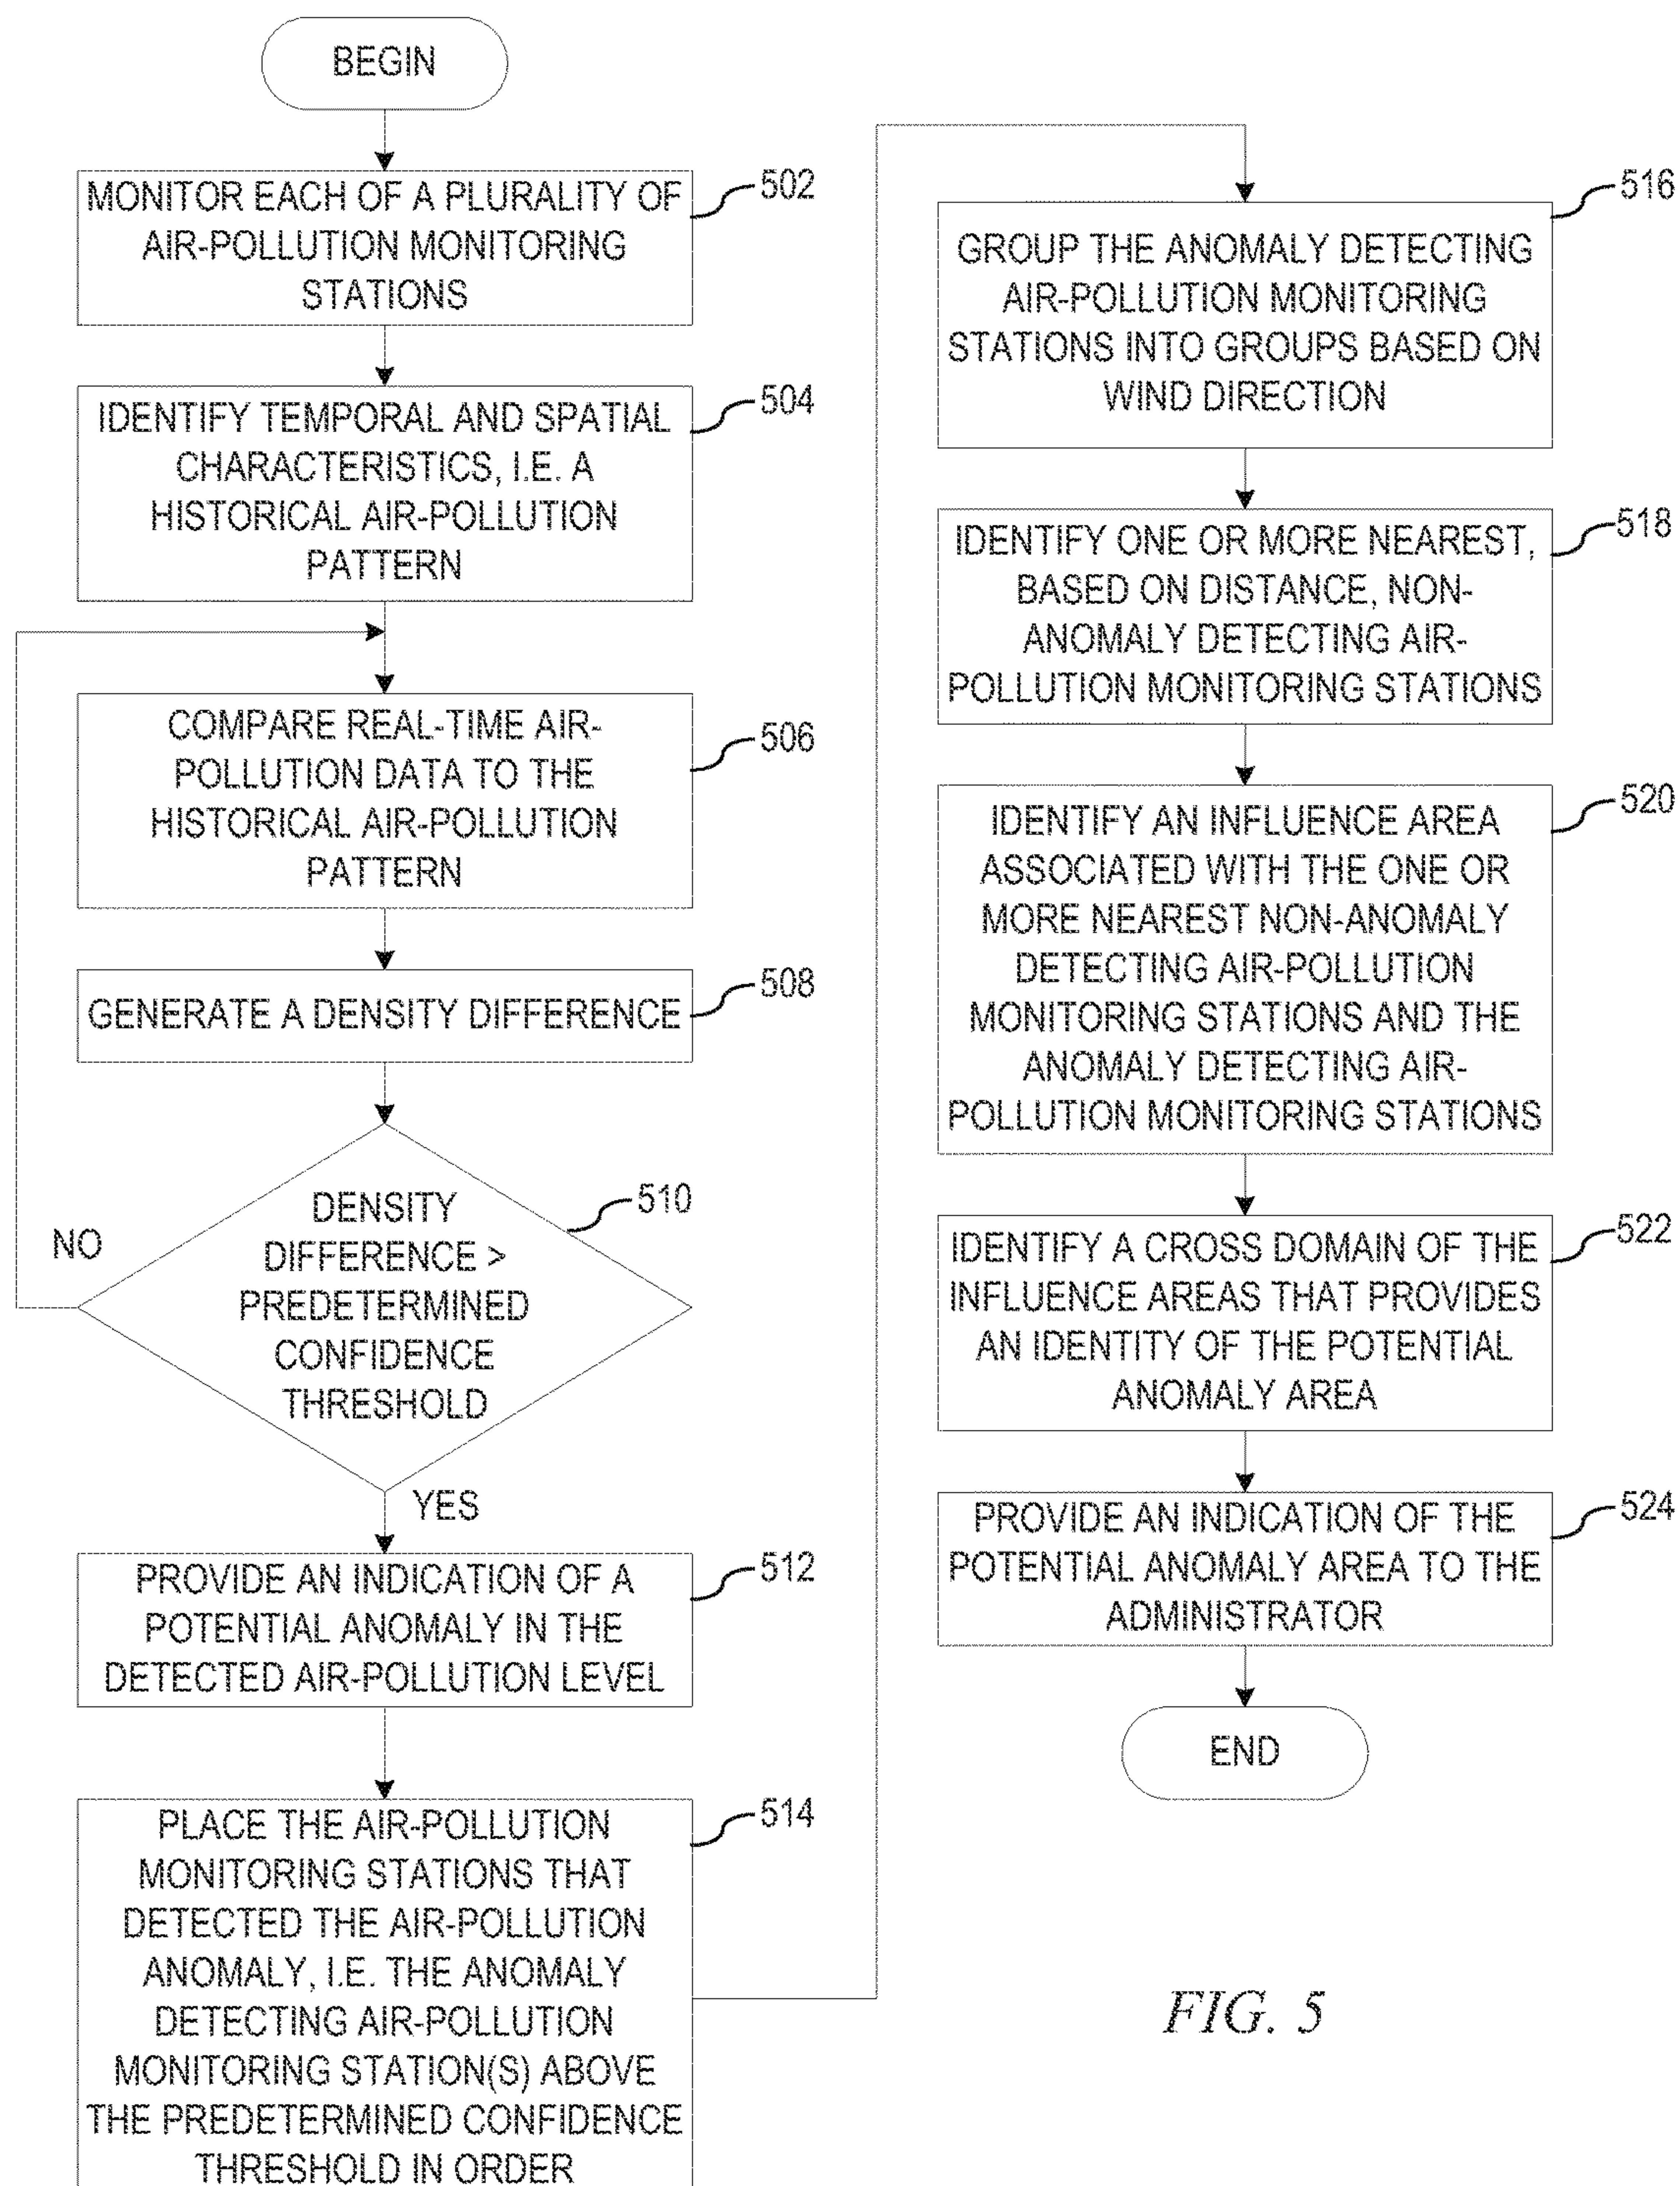 BEGIN
MONITOR EACH OF A PLURALITY OF
AIR-POLLUTION MONITORING
STATIONS
502
IDENTIFY TEMPORAL AND SPATIAL
CHARACTERISTICS, I.E. A
HISTORICAL AIR-POLLUTION
PATTERN
504
COMPARE REAL-TIME AIR-
POLLUTION DATA TO THE
HISTORICAL AIR-POLLUTION
PATTERN
506
GENERATE A DENSITY DIFFERENCE
508
DENSITY
DIFFERENCE >
PREDETERMINED
CONFIDENCE
THRESHOLD
510
NO
YES
PROVIDE AN INDICATION OF A
POTENTIAL ANOMALY IN THE
DETECTED AIR-POLLUTION LEVEL
512
PLACE THE AIR-POLLUTION
MONITORING STATIONS THAT
DETECTED THE AIR-POLLUTION
ANOMALY, I.E. THE ANOMALY
DETECTING AIR-POLLUTION
MONITORING STATION(S) ABOVE
THE PREDETERMINED CONFIDENCE
THRESHOLD IN ORDER
514
GROUP THE ANOMALY DETECTING
AIR-POLLUTION MONITORING
STATIONS INTO GROUPS BASED ON
WIND DIRECTION
516
IDENTIFY ONE OR MORE NEAREST,
BASED ON DISTANCE, NON-
ANOMALY DETECTING AIR-
POLLUTION MONITORING STATIONS
518
IDENTIFY AN INFLUENCE AREA
ASSOCIATED WITH THE ONE OR
MORE NEAREST NON-ANOMALY
DETECTING AIR-POLLUTION
MONITORING STATIONS AND THE
ANOMALY DETECTING AIR-
POLLUTION MONITORING STATIONS
520
IDENTIFY A CROSS DOMAIN OF THE
INFLUENCE AREAS THAT PROVIDES
AN IDENTITY OF THE POTENTIAL
ANOMALY AREA
522
PROVIDE AN INDICATION OF THE
POTENTIAL ANOMALY AREA TO THE
ADMINISTRATOR
524
END
FIG. 5